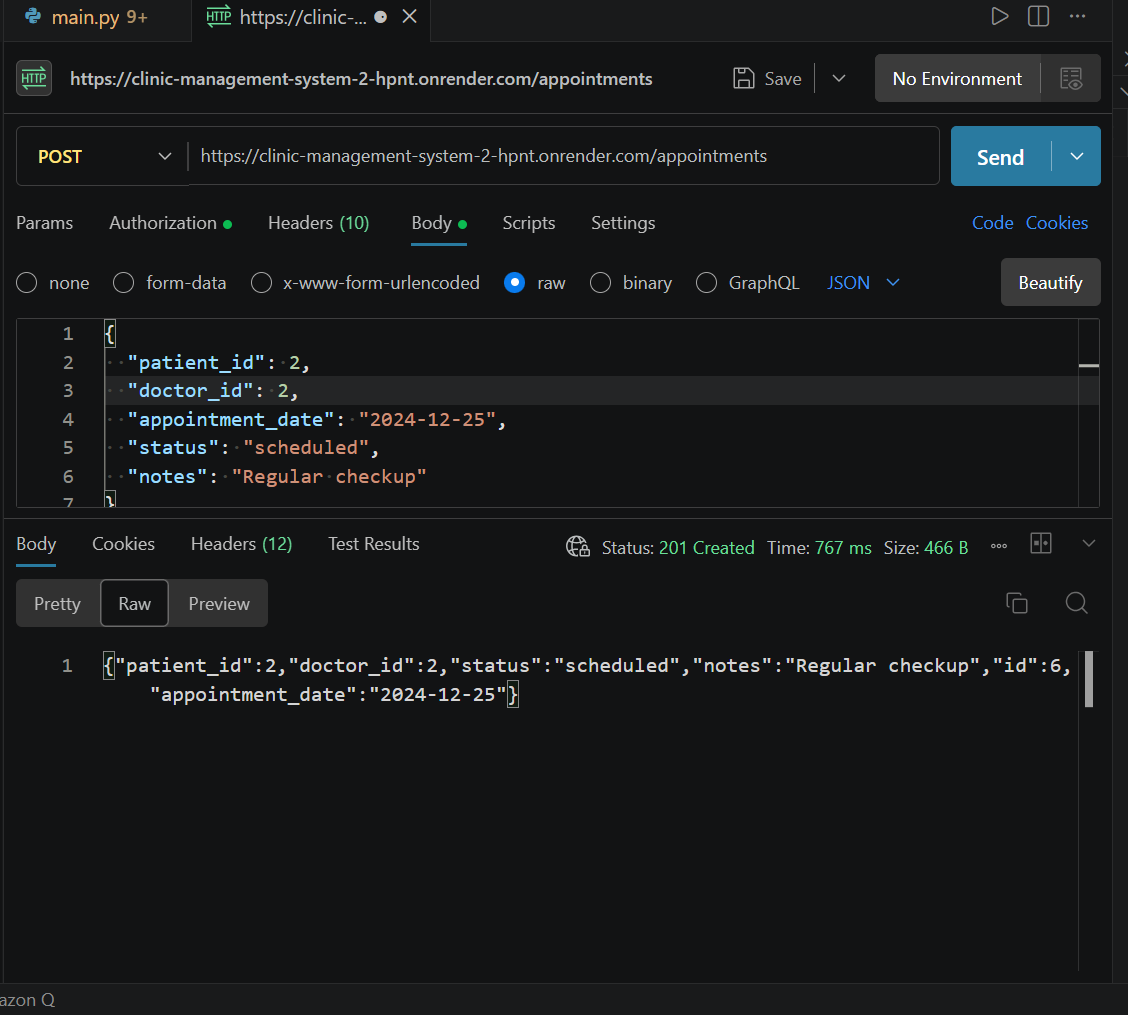 main.py 9+ HTTP https://clinic-... ● ×
HTTP https://clinic-management-system-2-hpnt.onrender.com/appointments Save No Environment
POST https://clinic-management-system-2-hpnt.onrender.com/appointments Send
Params Authorization Headers (10) Body Scripts Settings Code Cookies
none form-data x-www-form-urlencoded raw binary GraphQL JSON Beautify
1 {
2 "patient_id": 2,
3 "doctor_id": 2,
4 "appointment_date": "2024-12-25",
5 "status": "scheduled",
6 "notes": "Regular checkup"
7 }
Body Cookies Headers (12) Test Results Status: 201 Created Time: 767 ms Size: 466 B
Pretty Raw Preview
1 {"patient_id":2,"doctor_id":2,"status":"scheduled","notes":"Regular checkup","id":6,
"appointment_date":"2024-12-25"}
azon Q